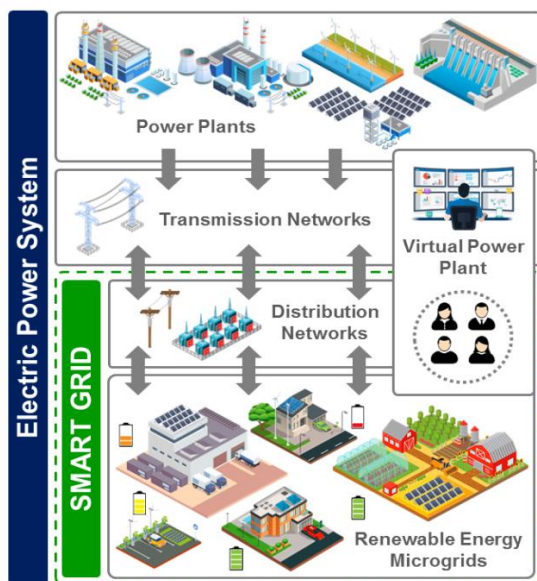 Electric Power System
SMART GRID
Power Plants
Transmission Networks
Virtual Power
Plant
Distribution
Networks
Renewable Energy
Microgrids